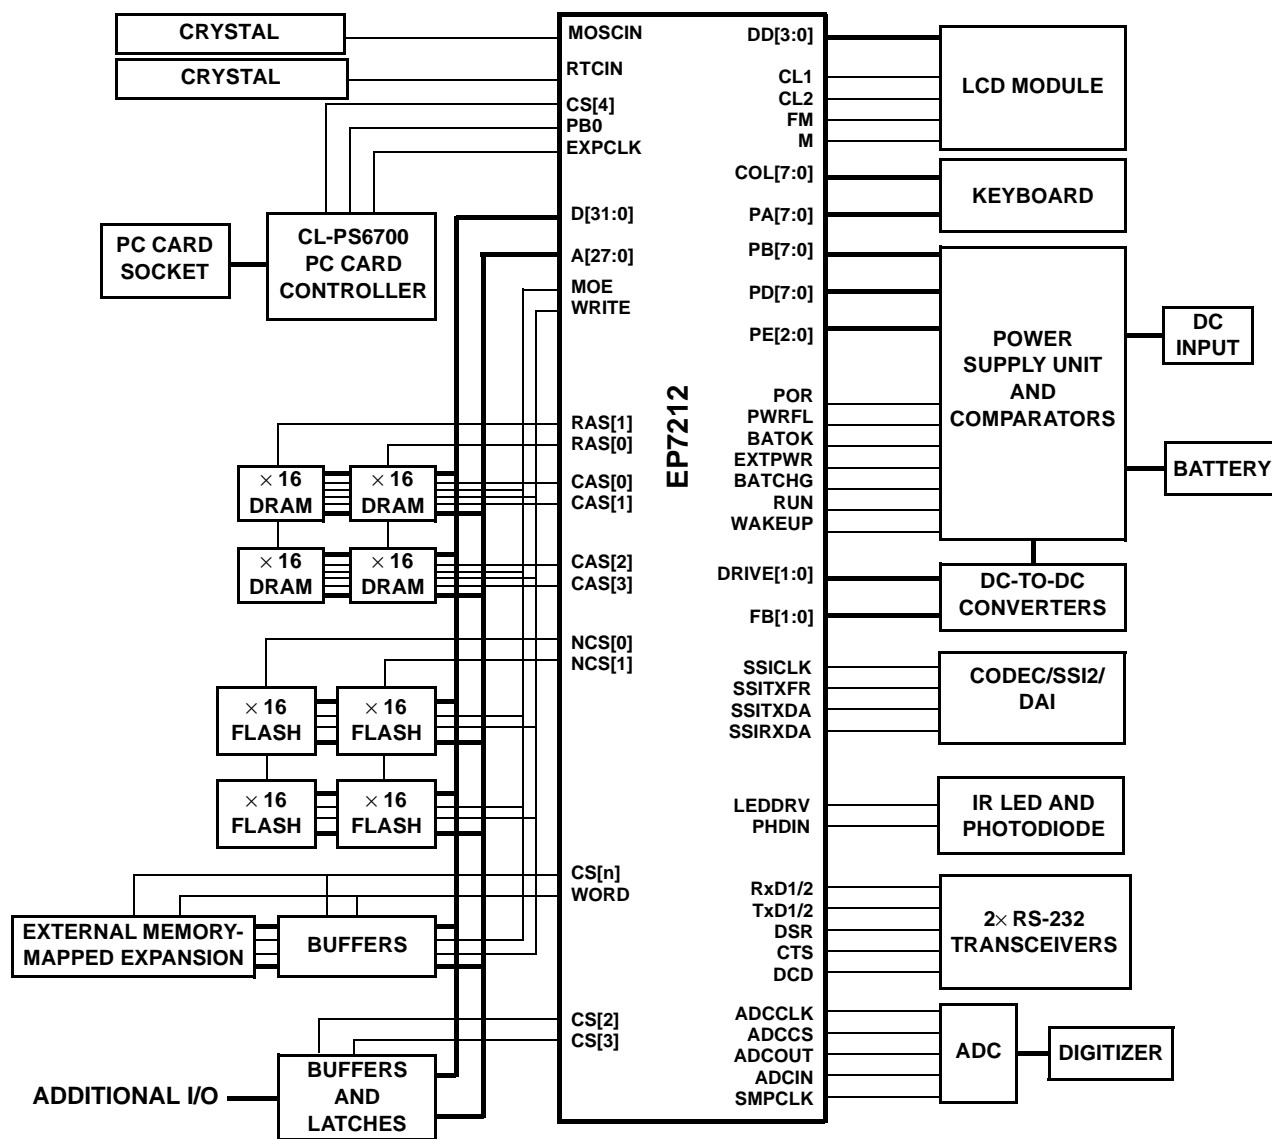 CRYSTAL
CRYSTAL
PC CARD
SOCKET
CL-PS6700
PC CARD
CONTROLLER
× 16
DRAM
× 16
DRAM
× 16
DRAM
× 16
DRAM
× 16
FLASH
× 16
FLASH
× 16
FLASH
× 16
FLASH
EXTERNAL MEMORY-
MAPPED EXPANSION
BUFFERS
ADDITIONAL I/O
BUFFERS
AND
LATCHES
MOSCIN
RTCIN
CS[4]
PB0
EXPCLK
D[31:0]
A[27:0]
MOE
WRITE
RAS[1]
RAS[0]
CAS[0]
CAS[1]
CAS[2]
CAS[3]
NCS[0]
NCS[1]
CS[n]
WORD
CS[2]
CS[3]
EP7212
DD[3:0]
CL1
CL2
FM
M
COL[7:0]
PA[7:0]
PB[7:0]
PD[7:0]
PE[2:0]
POR
PWRFL
BATOK
EXTPWR
BATCHG
RUN
WAKEUP
DRIVE[1:0]
FB[1:0]
SSICLK
SSITXFR
SSITXDA
SSIRXDA
LEDDRV
PHDIN
RxD1/2
TxD1/2
DSR
CTS
DCD
ADCCLK
ADCCS
ADCOUT
ADCIN
SMPCLK
LCD MODULE
KEYBOARD
POWER
SUPPLY UNIT
AND
COMPARATORS
DC
INPUT
BATTERY
DC-TO-DC
CONVERTERS
CODEC/SSI2/
DAI
IR LED AND
PHOTODIODE
2× RS-232
TRANSCEIVERS
ADC
DIGITIZER